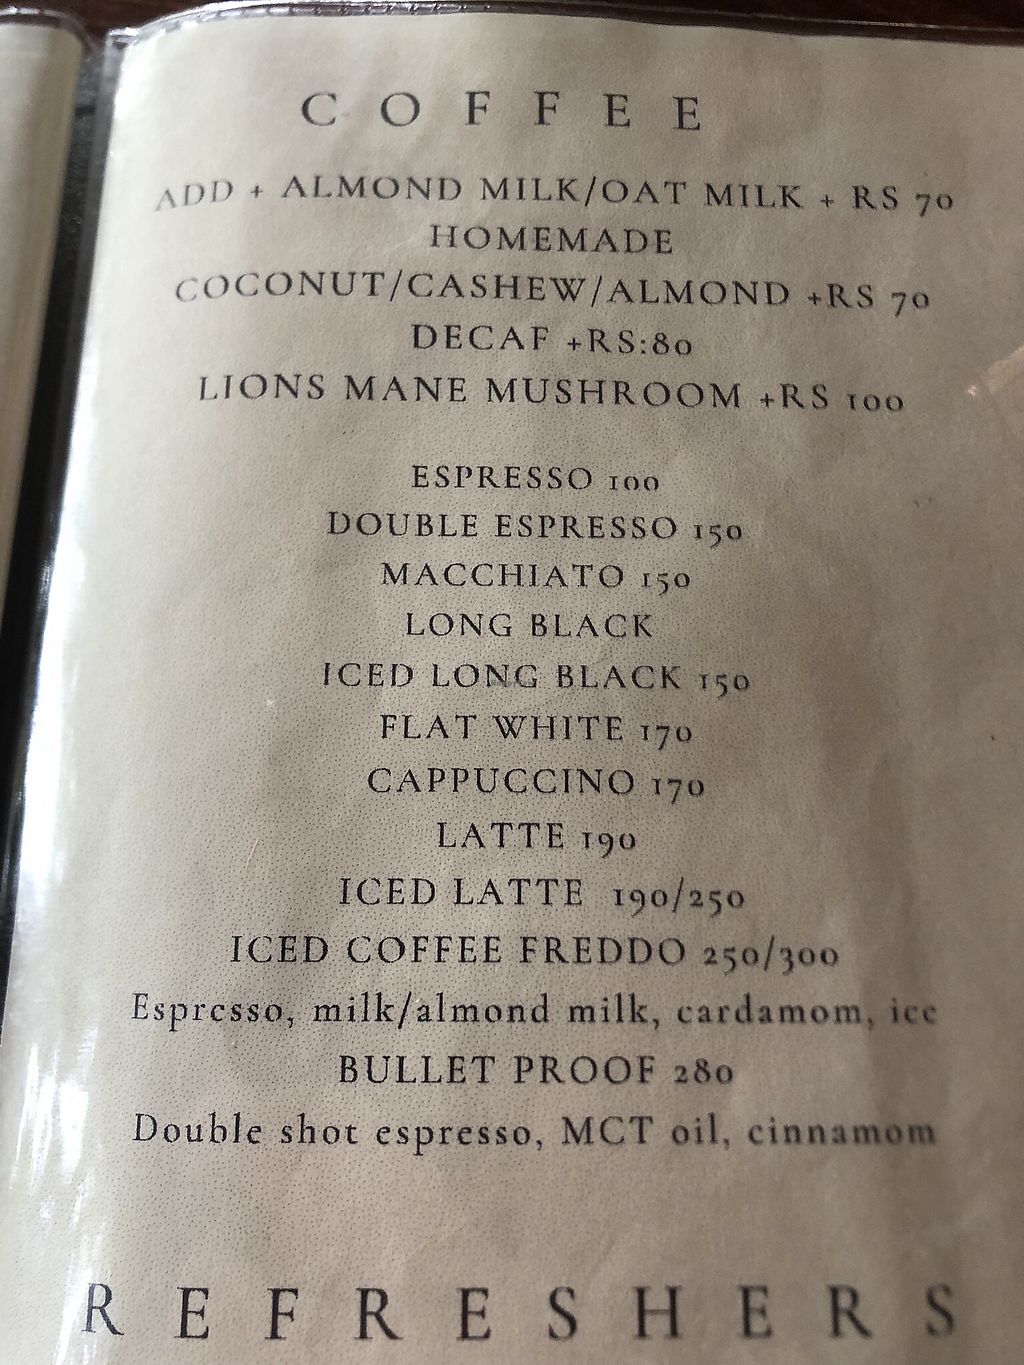 COFFEE
ADD + ALMOND MILK/OAT MILK + RS 70
HOMEMADE
COCONUT/CASHEW/ALMOND +RS 70
DECAF +RS:80
LIONS MANE MUSHROOM +RS 100
ESPRESSO 100
DOUBLE ESPRESSO 150
MACCHIATO 150
LONG BLACK
ICED LONG BLACK 150
FLAT WHITE 170
CAPPUCCINO 170
LATTE 190
ICED LATTE 190/250
ICED COFFEE FREDDO 250/300
Espresso, milk/almond milk, cardamom, ice
BULLET PROOF 280
Double shot espresso, MCT oil, cinnamom
REFRESHERS